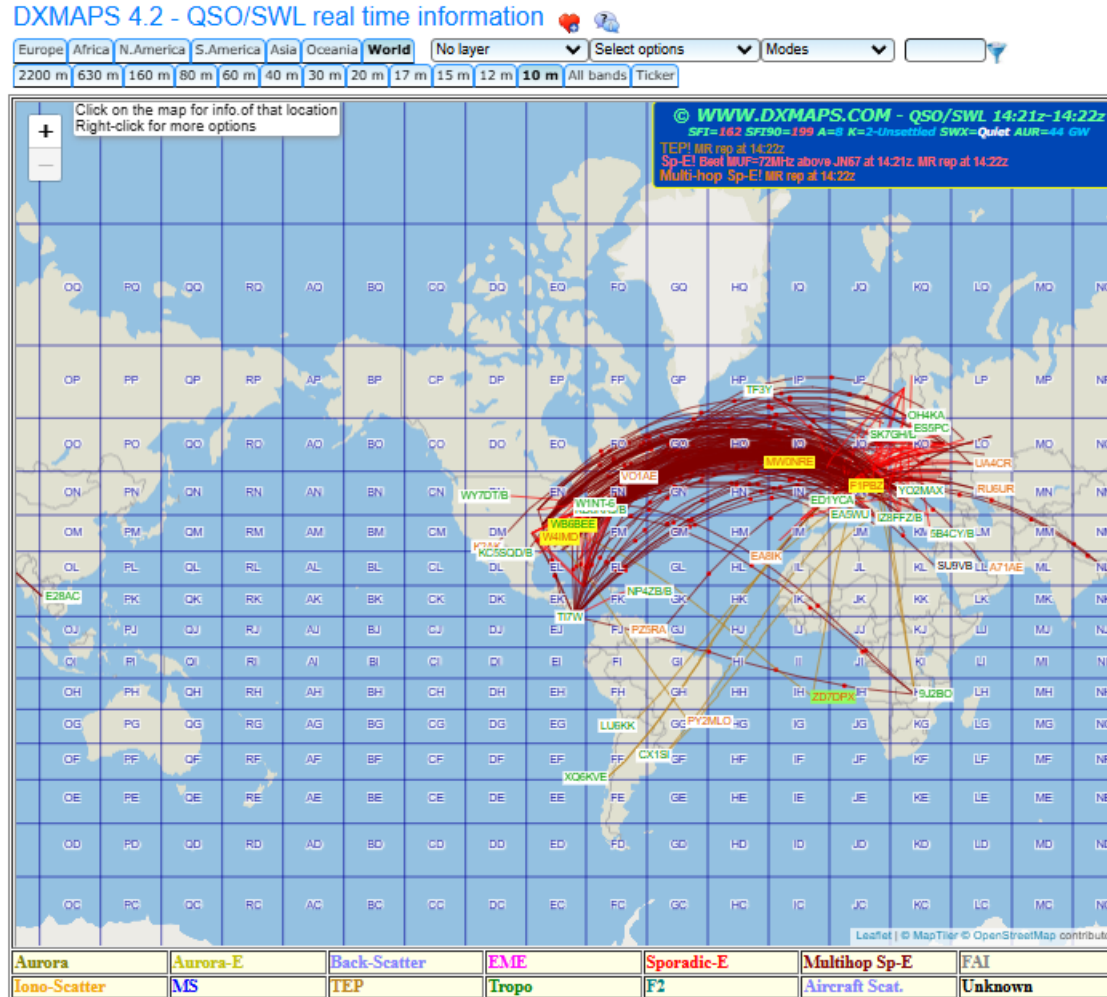 DXMAPS 4.2 - QSO/SWL real time information
Europe Africa N.America S.America Asia Oceania World No layer Select options Modes
2200 m 630 m 160 m 80 m 60 m 40 m 30 m 20 m 17 m 15 m 12 m 10 m All bands Ticker
+
−
Click on the map for info.of that location
Right-click for more options
© WWW.DXMAPS.COM - QSO/SWL 14:21z-14:22z
SFI=162 SFI90=199 A=8 K=2-Unsettled SWX=Quiet AUR=44 GW
TEP! MR rep at 14:22z
Sp-E! Best MUF=72MHz above JN67 at 14:21z. MR rep at 14:22z
Multi-hop Sp-E! MR rep at 14:22z
OQ PQ QQ RQ AQ BQ CQ DQ EQ FQ GQ HQ IQ JQ KQ LQ MQ
OP PP QP RP AP BP CP DP EP FP GP HP IP JP KP LP MP
TF3Y
OH4KA
ES5PC
OO PO QO RO AO BO CO DO EO FO GO HO IO JO KO LO MO
MW0NRE
UA4CR
VO1AE
F1PBZ
ON PN QN RN AN BN CN EN FN GN HN IN MN
YO2MAX
RU6UR
WY7DT/B
W1NT-6
ED1YCA
EA5WU
IZ8FFZ/B
WB6BEE
OM PM QM RM AM BM CM DM FM GM HM IM JM LM MM
W4IMD
5B4CY/B
KC5SQD/B
EA8IK
SU9VB
A71AE
OL PL QL RL AL BL CL DL EL FL GL HL IL JL KL LL ML
NP4ZB/B
E28AC
PK QK RK AK BK CK DK EK FK GK HK IK JK KK LK MK
TI7W
PZ5RA
OJ PJ QJ RJ AJ BJ CJ DJ EJ FJ GJ HJ IJ JJ KJ LJ MJ
OI PI QI RI AI BI CI DI EI FI GI HI II JI KI LI MI
OH PH QH RH AH BH CH DH EH FH GH HH IH JH LH MH
ZD7DPX
9J2BO
OG PG QG RG AG BG CG DG EG GG HG IG JG KG LG MG
LU6KK
PY2MLO
CX1SI
OF PF QF RF AF BF CF DF EF FF GF HF IF JF KF LF MF
XQ6KVE
OE PE QE RE AE BE CE DE EE FE GE HE IE JE KE LE ME
OD PD QD RD AD BD CD DD ED FD GD HD ID JD KD LD MD
OC PC QC RC AC BC CC DC EC FC GC HC IC JC KC LC MC
Leaflet | © MapTiler © OpenStreetMap contribute
Aurora Aurora-E Back-Scatter EME Sporadic-E Multihop Sp-E FAI
Iono-Scatter MS TEP Tropo F2 Aircraft Scat. Unknown